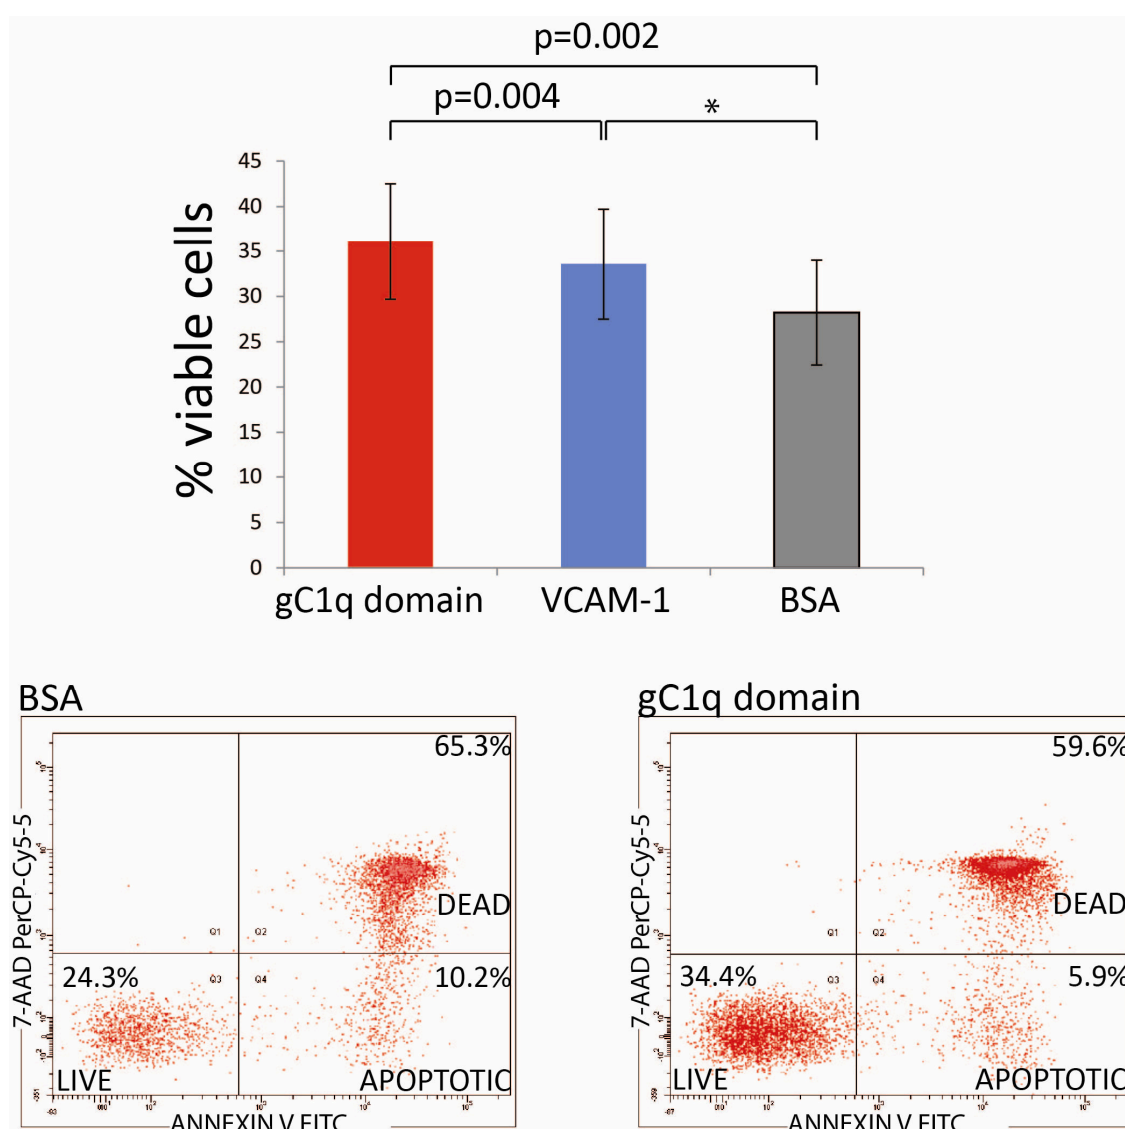 p=0.002
p=0.004
*
% viable cells
45
40
35
30
25
20
15
10
5
0
gC1q domain
VCAM-1
BSA
BSA
65.3%
DEAD
Q1
Q2
24.3%
Q3
Q4
10.2%
LIVE
APOPTOTIC
7-AAD PerCP-Cy5-5
ANNEXIN V FITC
gC1q domain
59.6%
DEAD
Q1
Q2
34.4%
Q3
Q4
5.9%
LIVE
APOPTOTIC
7-AAD PerCP-Cy5-5
ANNEXIN V FITC